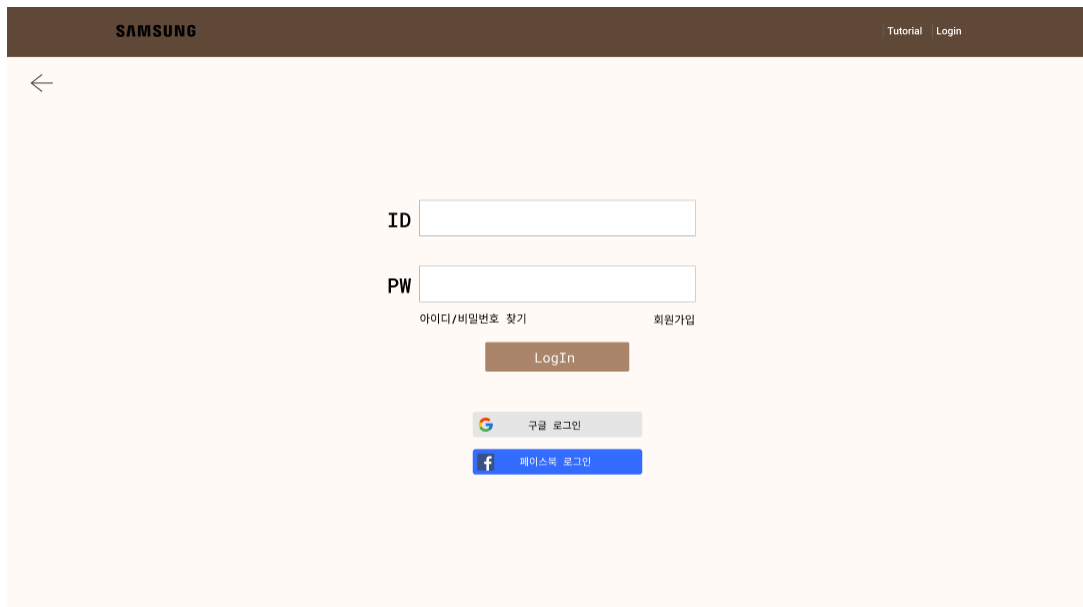 SAMSUNG
Tutorial
Login
ID
PW
아이디/비밀번호 찾기
회원가입
LogIn
구글 로그인
페이스북 로그인